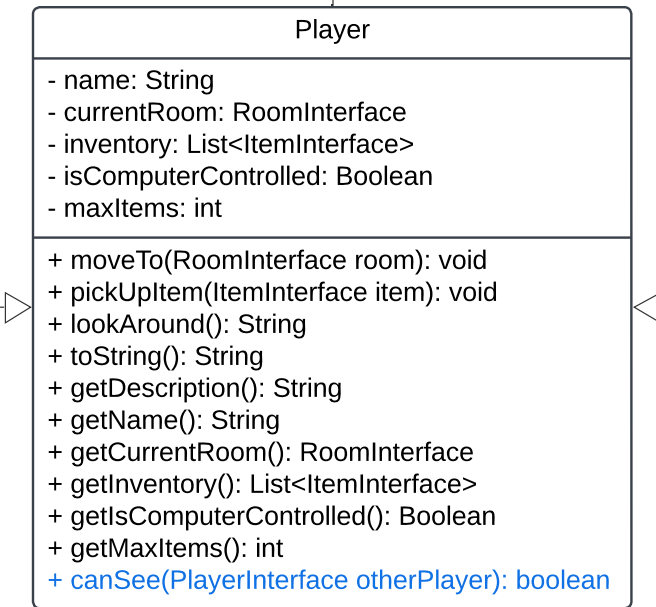 Player
- name: String
- currentRoom: RoomInterface
- inventory: List<ItemInterface>
- isComputerControlled: Boolean
- maxItems: int
+ moveTo(RoomInterface room): void
+ pickUpItem(ItemInterface item): void
+ lookAround(): String
+ toString(): String
+ getDescription(): String
+ getName(): String
+ getCurrentRoom(): RoomInterface
+ getInventory(): List<ItemInterface>
+ getIsComputerControlled(): Boolean
+ getMaxItems(): int
+ canSee(PlayerInterface otherPlayer): boolean